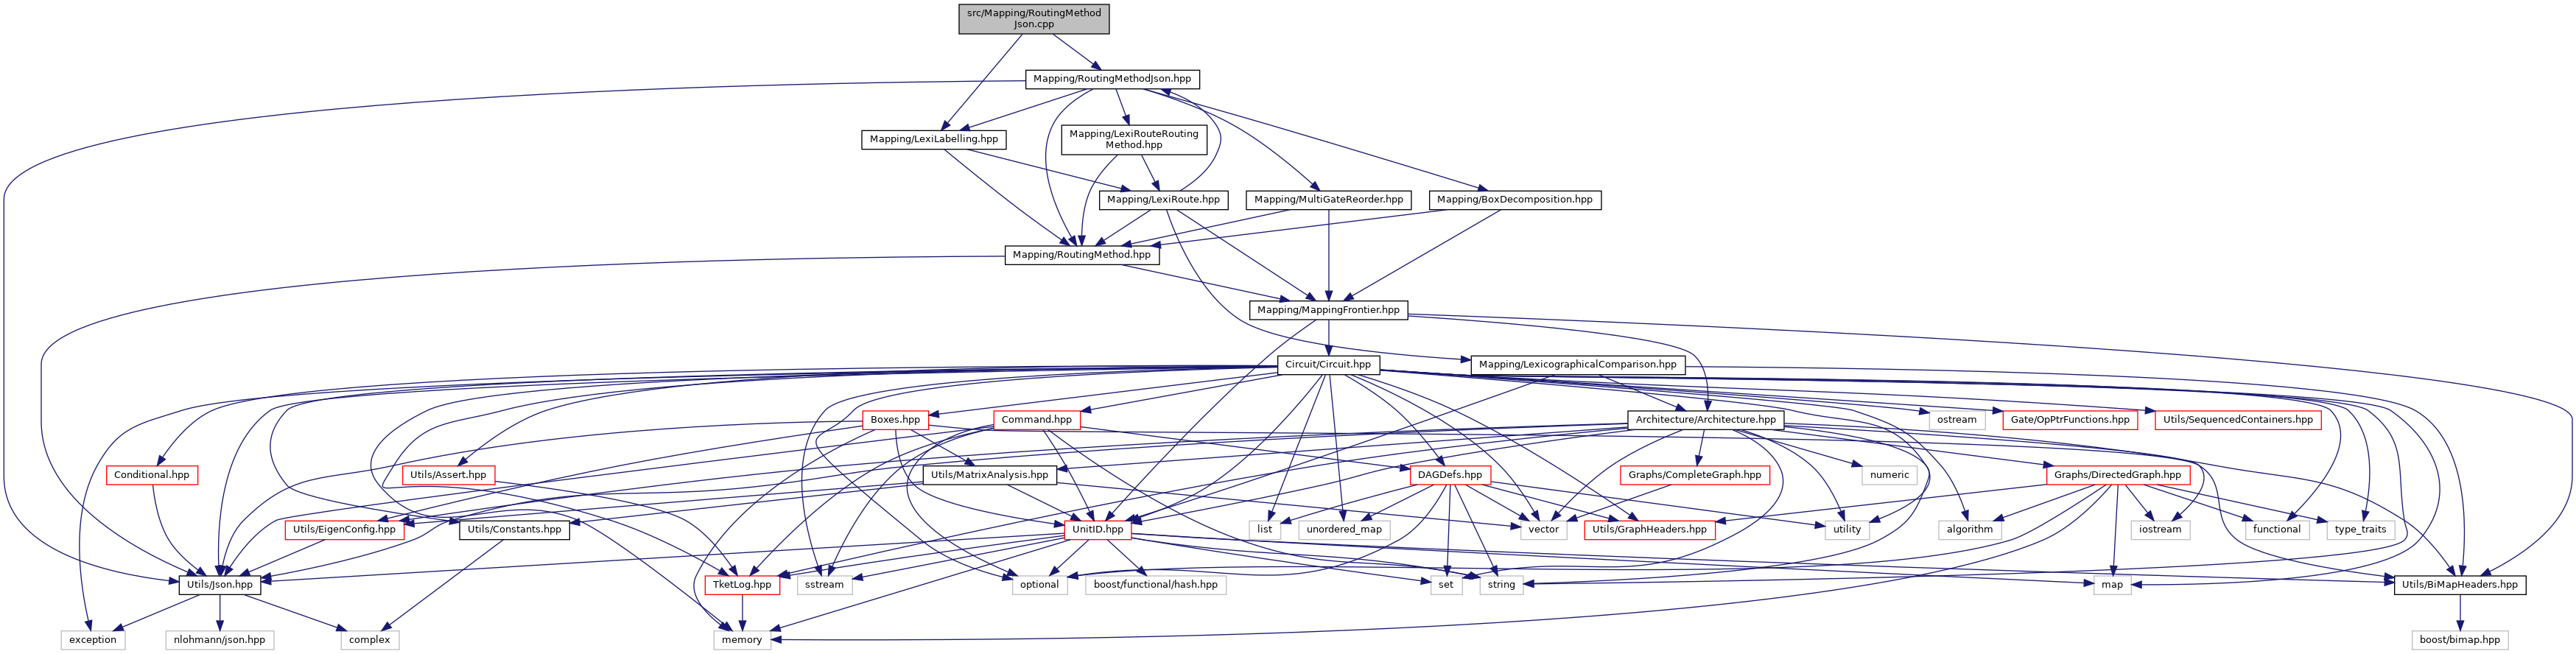 src/Mapping/RoutingMethod
Json.cpp
Mapping/RoutingMethodJson.hpp
Mapping/LexiLabelling.hpp
Mapping/LexiRouteRouting
Method.hpp
Mapping/LexiRoute.hpp
Mapping/MultiGateReorder.hpp
Mapping/BoxDecomposition.hpp
Mapping/RoutingMethod.hpp
Mapping/MappingFrontier.hpp
Circuit/Circuit.hpp
Mapping/LexicographicalComparison.hpp
Boxes.hpp
Command.hpp
Architecture/Architecture.hpp
ostream
Gate/OpPtrFunctions.hpp
Utils/SequencedContainers.hpp
Conditional.hpp
Utils/Assert.hpp
Utils/MatrixAnalysis.hpp
DAGDefs.hpp
Graphs/CompleteGraph.hpp
numeric
Graphs/DirectedGraph.hpp
Utils/EigenConfig.hpp
Utils/Constants.hpp
UnitID.hpp
list
unordered_map
vector
Utils/GraphHeaders.hpp
utility
algorithm
iostream
functional
type_traits
Utils/Json.hpp
TketLog.hpp
sstream
optional
boost/functional/hash.hpp
set
string
map
Utils/BiMapHeaders.hpp
exception
nlohmann/json.hpp
complex
memory
boost/bimap.hpp